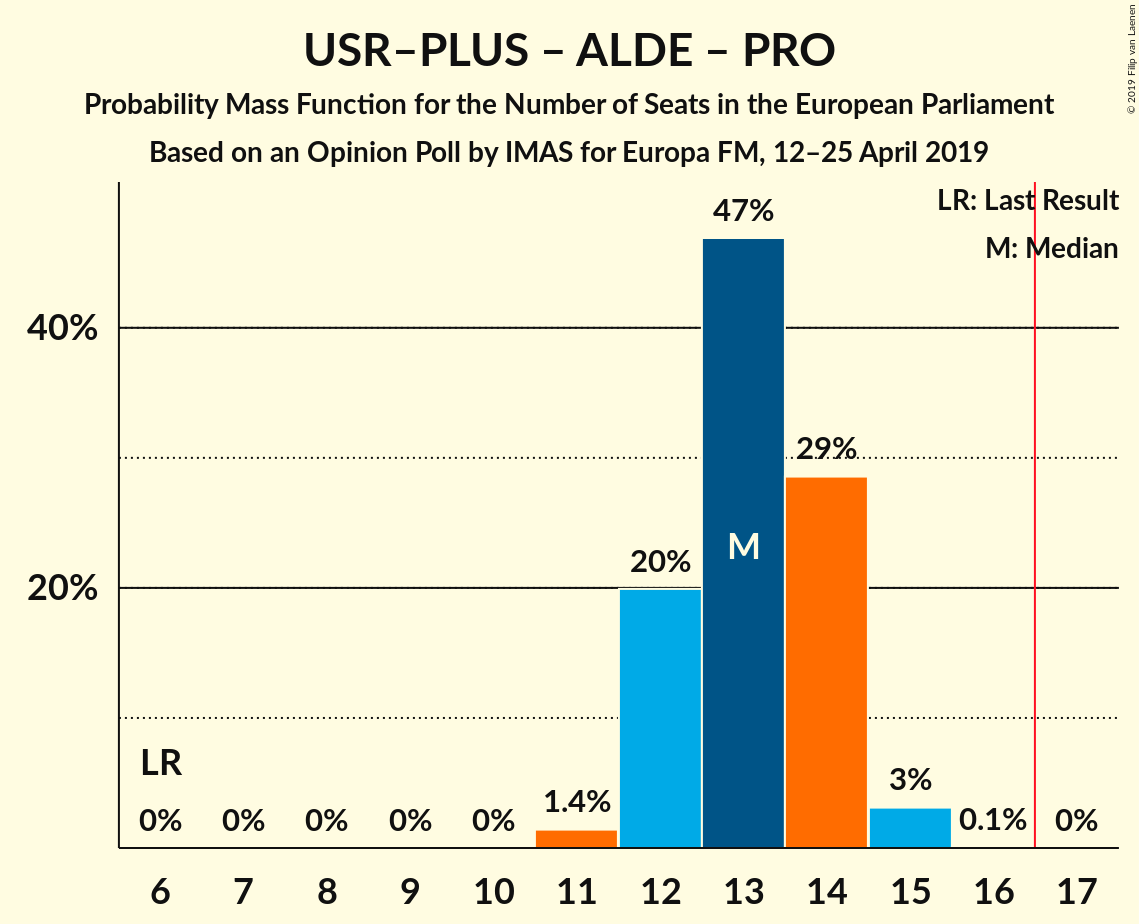 USR–PLUS – ALDE – PRO
Probability Mass Function for the Number of Seats in the European Parliament
Based on an Opinion Poll by IMAS for Europa FM, 12–25 April 2019
© 2019 Filip van Laenen
LR: Last Result
M: Median
47%
40%
29%
M
20%
20%
LR
3%
1.4%
0% 0% 0% 0% 0% 0.1% 0%
6 7 8 9 10 11 12 13 14 15 16 17